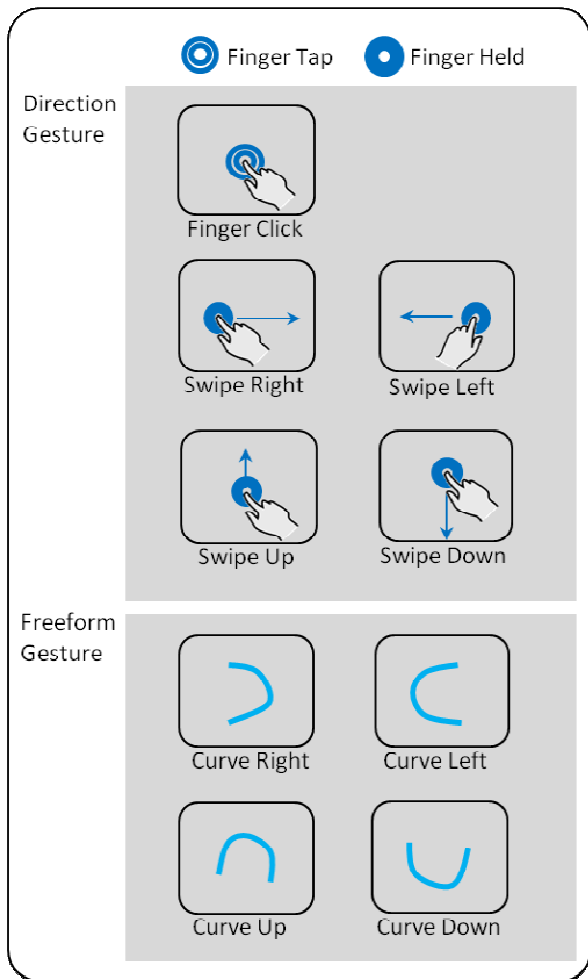 Finger Tap Finger Held
Direction
Gesture
Finger Click
Swipe Right Swipe Left
Swipe Up Swipe Down
Freeform
Gesture
Curve Right Curve Left
Curve Up Curve Down